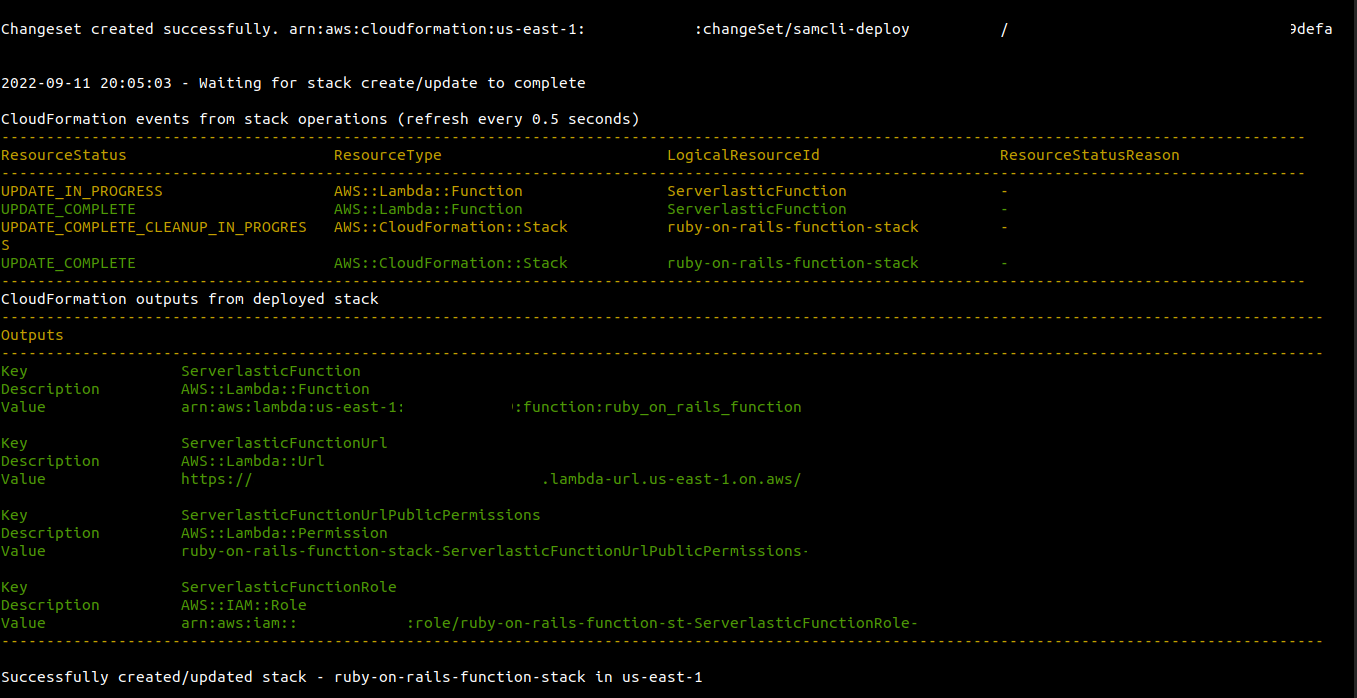 Changeset created successfully. arn:aws:cloudformation:us-east-1: :changeSet/samcli-deploy / 9defa
2022-09-11 20:05:03 - Waiting for stack create/update to complete
CloudFormation events from stack operations (refresh every 0.5 seconds)
ResourceStatus ResourceType LogicalResourceId ResourceStatusReason
UPDATE_IN_PROGRESS AWS::Lambda::Function ServerlasticFunction -
UPDATE_COMPLETE AWS::Lambda::Function ServerlasticFunction -
UPDATE_COMPLETE_CLEANUP_IN_PROGRES AWS::CloudFormation::Stack ruby-on-rails-function-stack -
S
UPDATE_COMPLETE AWS::CloudFormation::Stack ruby-on-rails-function-stack -
CloudFormation outputs from deployed stack
Outputs
Key ServerlasticFunction
Description AWS::Lambda::Function
Value arn:aws:lambda:us-east-1: :function:ruby_on_rails_function
Key ServerlasticFunctionUrl
Description AWS::Lambda::Url
Value https:// .lambda-url.us-east-1.on.aws/
Key ServerlasticFunctionUrlPublicPermissions
Description AWS::Lambda::Permission
Value ruby-on-rails-function-stack-ServerlasticFunctionUrlPublicPermissions-
Key ServerlasticFunctionRole
Description AWS::IAM::Role
Value arn:aws:iam:: :role/ruby-on-rails-function-st-ServerlasticFunctionRole-
Successfully created/updated stack - ruby-on-rails-function-stack in us-east-1